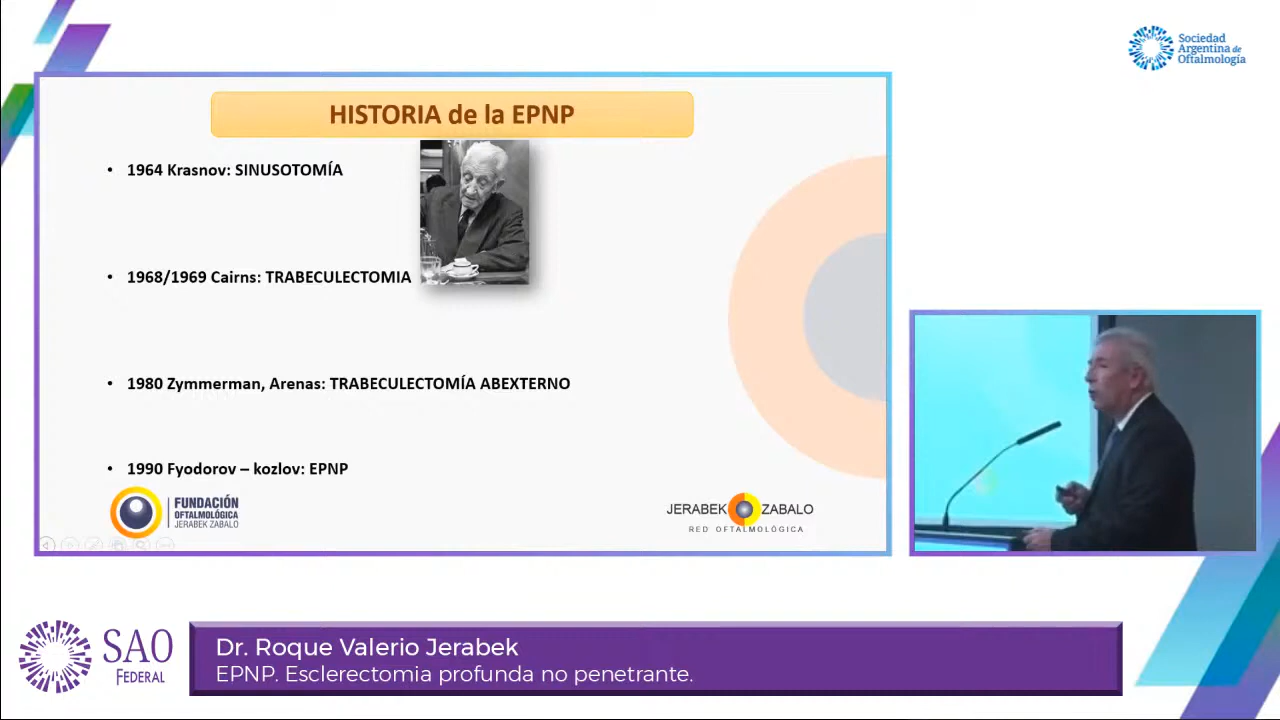 Sociedad
Argentina de
Oftalmología
HISTORIA de la EPNP
• 1964 Krasnov: SINUSOTOMÍA
• 1968/1969 Cairns: TRABECULECTOMIA
• 1980 Zymmerman, Arenas: TRABECULECTOMÍA ABEXTERNO
• 1990 Fyodorov – kozlov: EPNP
FUNDACIÓN
OFTALMOLÓGICA
JERABEK ZABALO
JERABEK ZABALO
RED OFTALMOLÓGICA
SAO
FEDERAL
Dr. Roque Valerio Jerabek
EPNP. Esclerectomia profunda no penetrante.